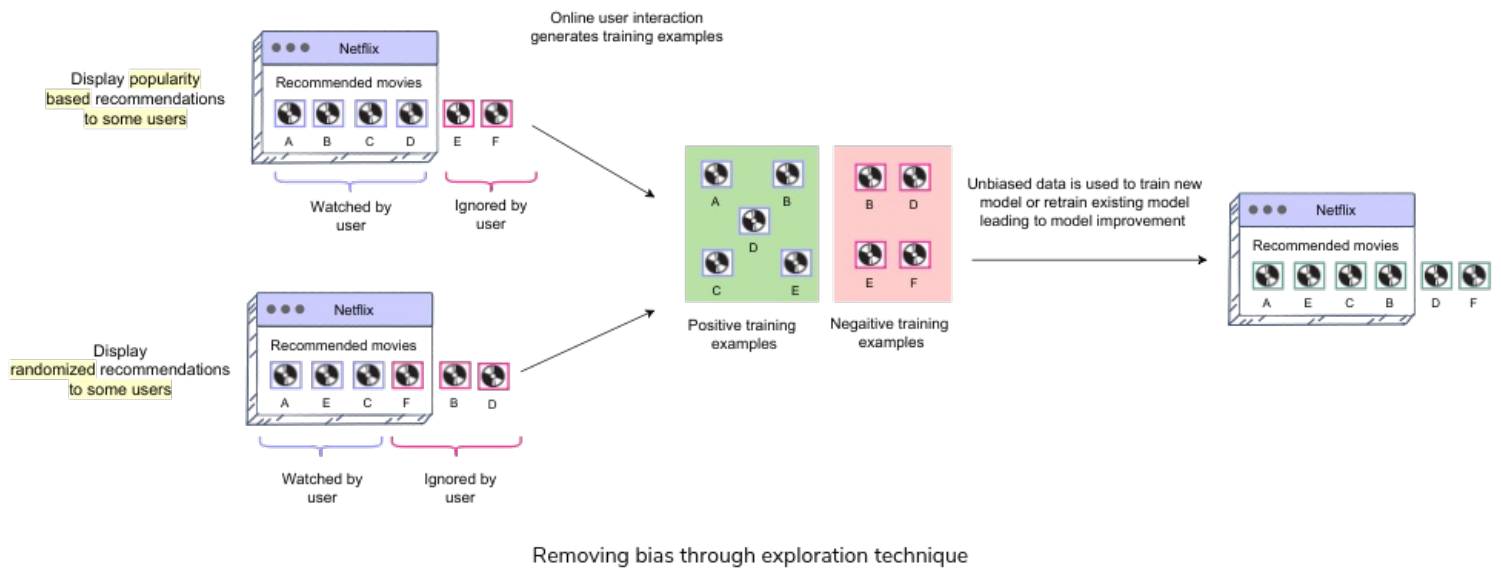 Online user interaction
generates training examples
Netflix
Display popularity
based recommendations
to some users
Recommended movies
A B C D E F
Watched by
user
Ignored by
user
A B
D
C E
B D
E F
Positive training
examples
Negaitive training
examples
Unbiased data is used to train new
model or retrain existing model
leading to model improvement
Netflix
Recommended movies
A E C B D F
Netflix
Display
randomized recommendations
to some users
Recommended movies
A E C F B D
Watched by
user
Ignored by
user
Removing bias through exploration technique